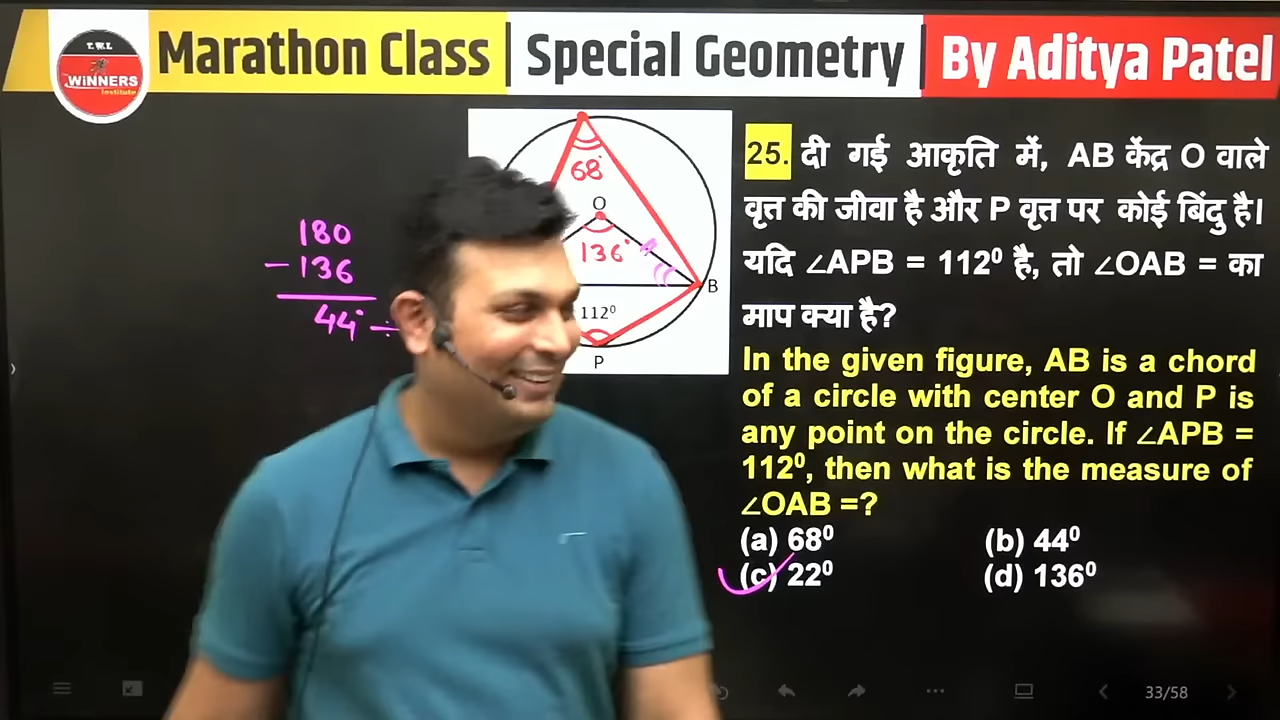 T.W.I.
WINNERS
Institute
Marathon Class | Special Geometry By Aditya Patel
25. दी गई आकृति में, AB केंद्र O वाले
वृत्त की जीवा है और P वृत्त पर कोई बिंदु है।
यदि ∠APB = 112⁰ है, तो ∠OAB = का
माप क्या है?
In the given figure, AB is a chord
of a circle with center O and P is
any point on the circle. If ∠APB =
112⁰, then what is the measure of
∠OAB =?
(a) 68⁰ (b) 44⁰
(c) 22⁰ (d) 136⁰
68°
O
136°
B
112⁰
P
180
- 136
44° ÷
33/58